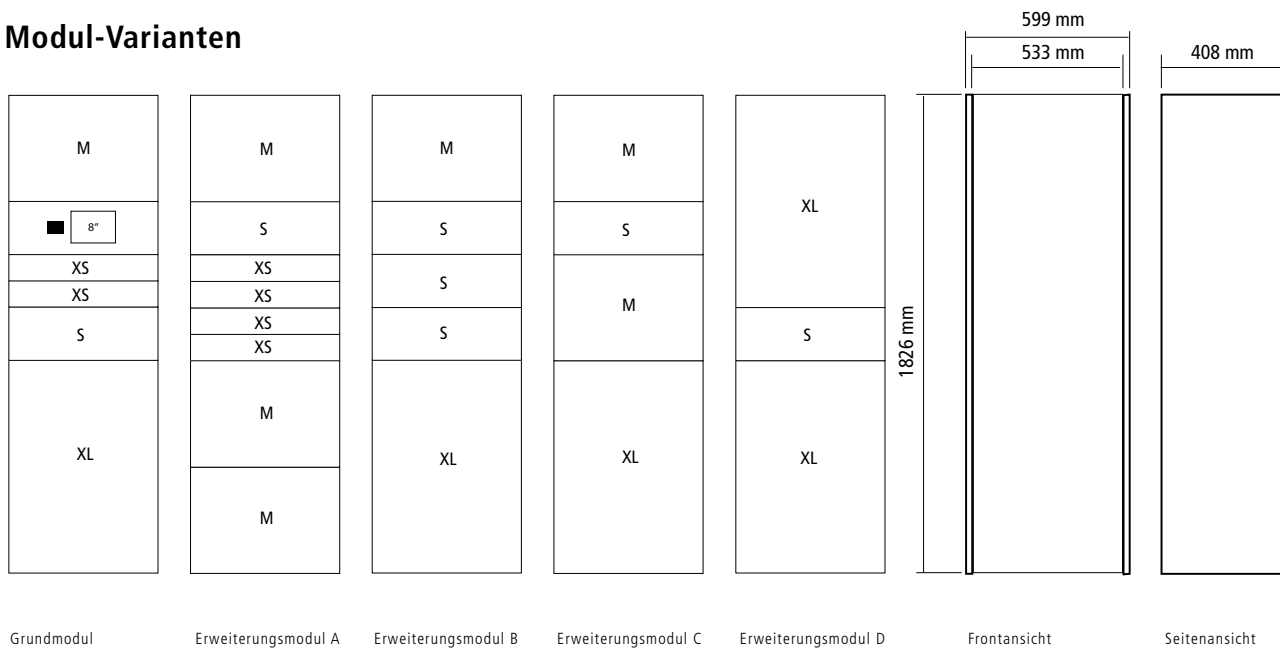 Modul-Varianten
M
8“
XS
XS
S
XL
M
S
XS
XS
XS
XS
M
M
M
S
S
S
XL
M
S
M
XL
XL
S
XL
599 mm
533 mm
1826 mm
408 mm
Grundmodul
Erweiterungsmodul A
Erweiterungsmodul B
Erweiterungsmodul C
Erweiterungsmodul D
Frontansicht
Seitenansicht